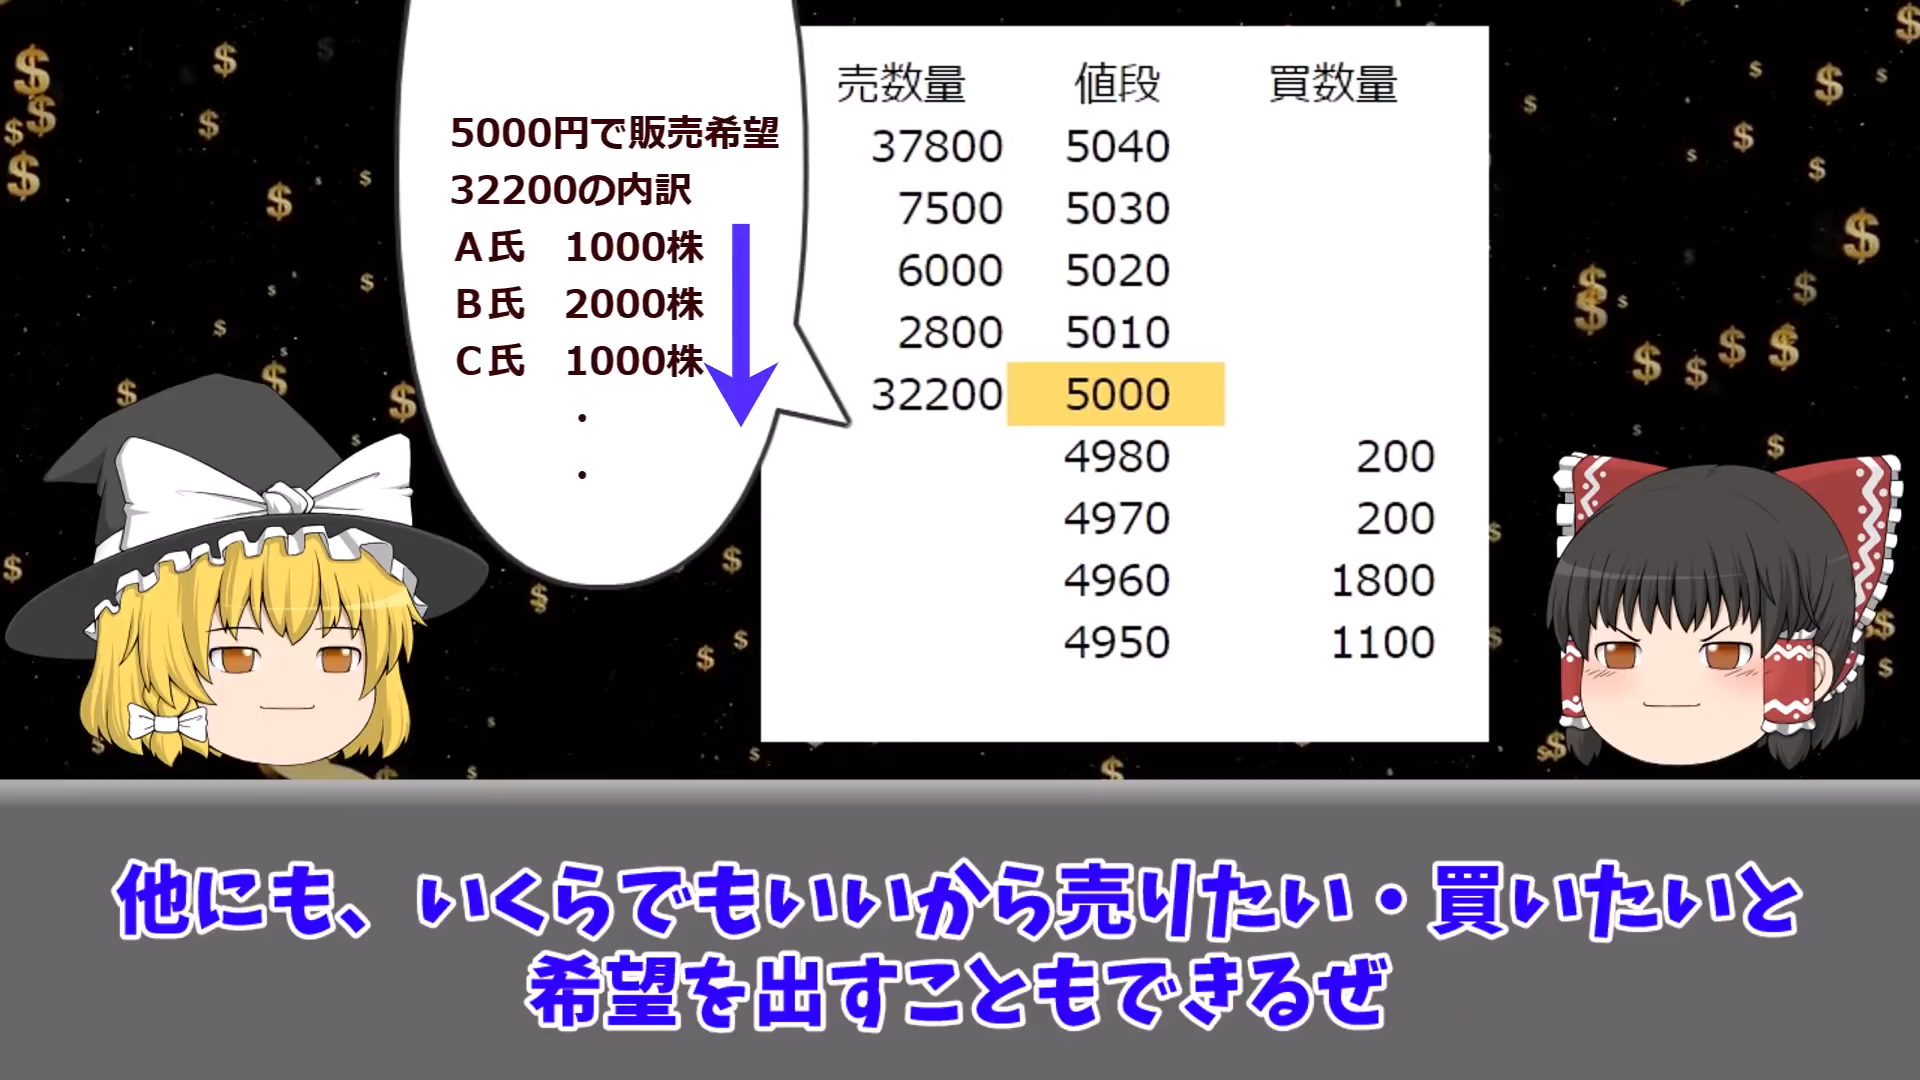 5000円で販売希望
32200の内訳
A氏 1000株
B氏 2000株
C氏 1000株
・
・
売数量 値段 買数量
37800 5040
7500 5030
6000 5020
2800 5010
32200 5000
4980 200
4970 200
4960 1800
4950 1100
他にも、いくらでもいいから売りたい・買いたいと
希望を出すこともできるぜ